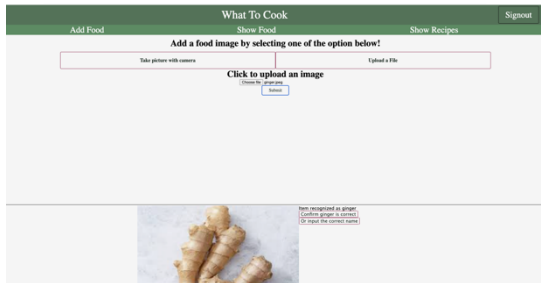 What To Cook
Signout
Add Food
Show Food
Show Recipes
Add a food image by selecting one of the option below!
Take picture with camera
Upload a File
Click to upload an image
Choose file ginger.jpeg
Submit
Item recognized as ginger
Confirm ginger is correct
Or input the correct name